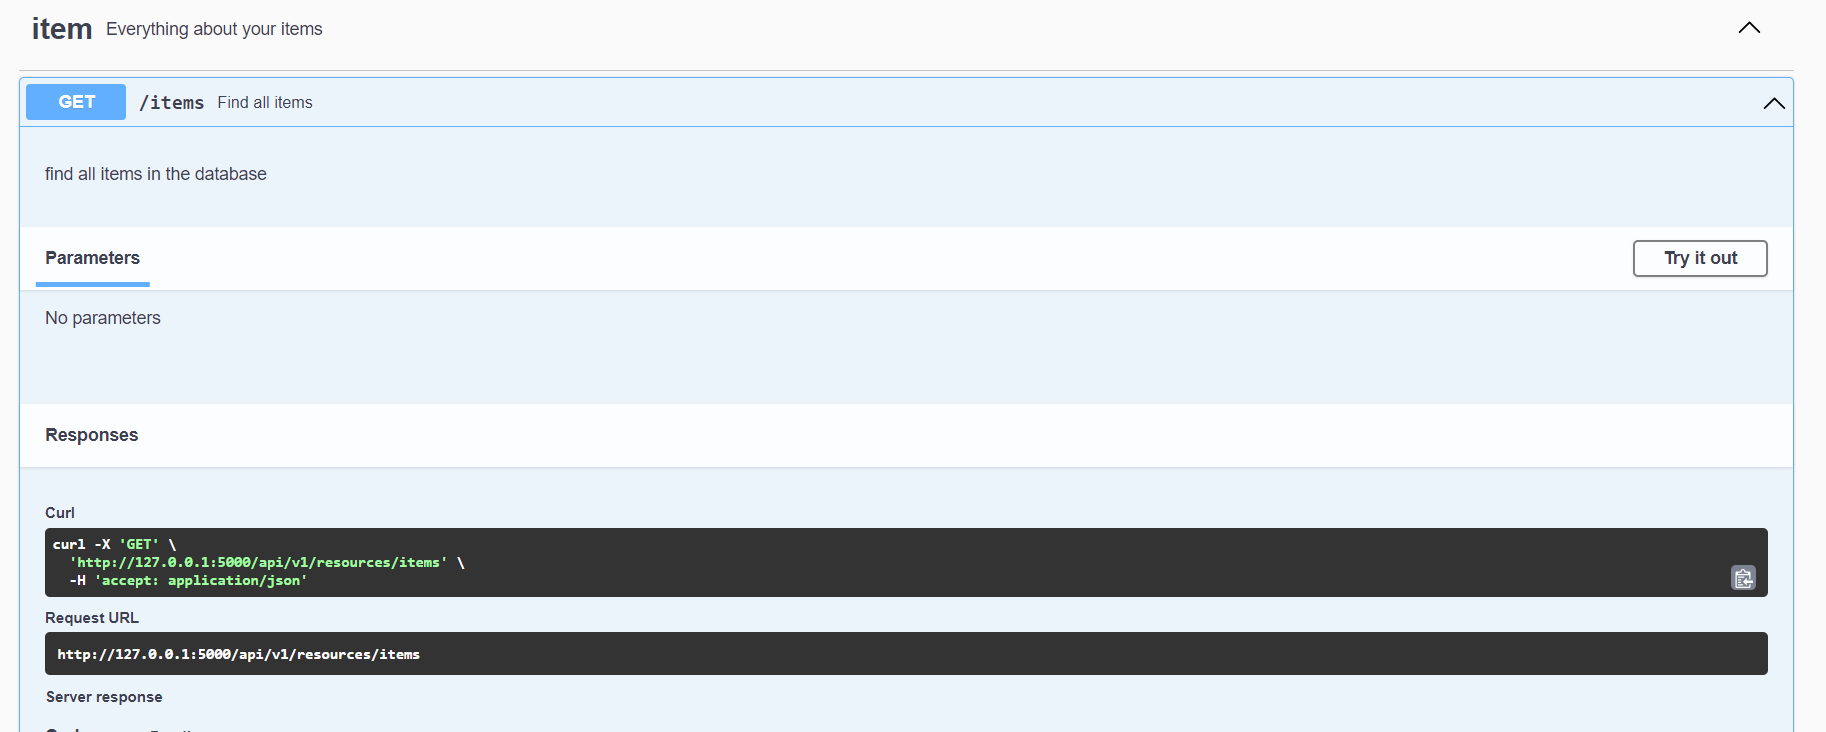 item Everything about your items
GET /items Find all items
find all items in the database
Parameters
Try it out
No parameters
Responses
Curl
curl -X 'GET' \
'http://127.0.0.1:5000/api/v1/resources/items' \
-H 'accept: application/json'
Request URL
http://127.0.0.1:5000/api/v1/resources/items
Server response